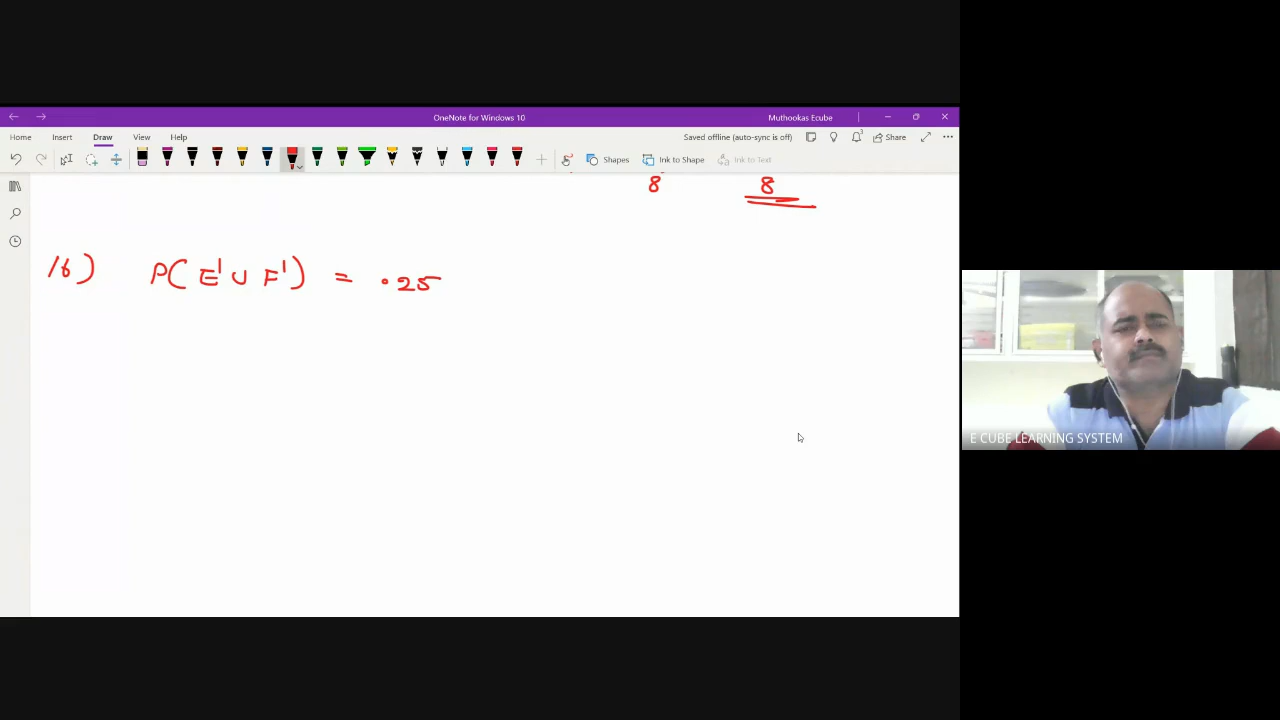 OneNote for Windows 10
Muthookas Ecube
Home Insert Draw View Help
Saved offline (auto-sync is off)
3
Share
Shapes
Ink to Shape
Ink to Text
8 8
16) P(E' ∪ F') = .25
E CUBE LEARNING SYSTEM